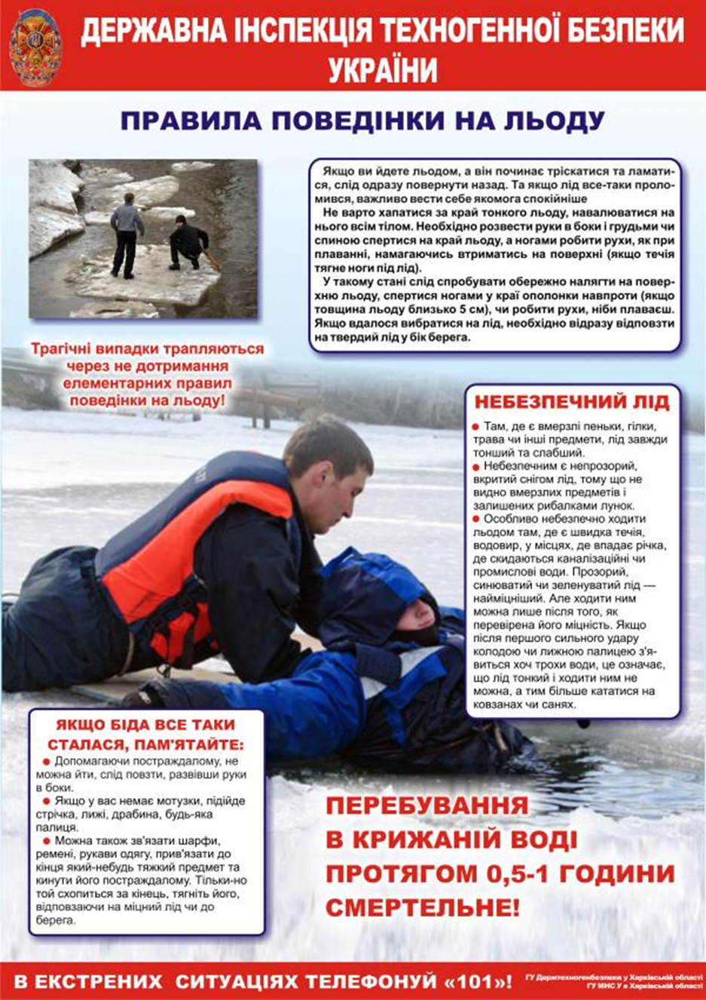 ДЕРЖАВНА ІНСПЕКЦІЯ ТЕХНОГЕННОЇ БЕЗПЕКИ
УКРАЇНИ
ПРАВИЛА ПОВЕДІНКИ НА ЛЬОДУ
Якщо ви йдете льодом, а він починає тріскатися та ламати-
ся, слід одразу повернути назад. Та якщо лід все-таки проло-
мився, важливо вести себе якомога спокійніше
Не варто хапатися за край тонкого льоду, навалюватися на
нього всім тілом. Необхідно розвести руки в боки і грудьми чи
спиною спертися на край льоду, а ногами робити рухи, як при
плаванні, намагаючись втриматись на поверхні (якщо течія
тягне ноги під лід).
У такому стані слід спробувати обережно налягти на повер-
хню льоду, спертися ногами у краї ополонки навпроти (якщо
товщина льоду близько 5 см), чи робити рухи, ніби плаваєш.
Якщо вдалося вибратися на лід, необхідно відразу відповзти
на твердий лід у бік берега.
Трагічні випадки трапляються
через не дотримання
елементарних правил
поведінки на льоду!
НЕБЕЗПЕЧНИЙ ЛІД
● Там, де є вмерзлі пеньки, гілки,
трава чи інші предмети, лід завжди
тонший та слабший.
● Небезпечним є непрозорий,
вкритий снігом лід, тому що не
видно вмерзлих предметів і
залишених рибалками лунок.
● Особливо небезпечно ходити
льодом там, де є швидка течія,
водовир, у місцях, де впадає річка,
де скидаються каналізаційні чи
промислові води. Прозорий,
синюватий чи зеленуватий лід —
найміцніший. Але ходити ним
можна лише після того, як
перевірена його міцність. Якщо
після першого сильного удару
колодою чи лижною палицею з'я-
виться хоч трохи води, це означає,
що лід тонкий і ходити ним не
можна, а тим більше кататися на
ковзанах чи санях.
ЯКЩО БІДА ВСЕ ТАКИ
СТАЛАСЯ, ПАМ'ЯТАЙТЕ:
● Допомагаючи постраждалому, не
можна йти, слід повзти, развівши руки
в боки.
● Якщо у вас немає мотузки, підійде
стрічка, лижі, драбина, будь-яка
палиця.
● Можна також зв'язати шарфи,
ремені, рукави одягу, прив'язати до
кінця який-небудь тяжкий предмет та
кинути його постраждалому. Тільки-но
той схопиться за кінець, тягніть його,
відповзаючи на міцний лід чи до
берега.
ПЕРЕБУВАННЯ
В КРИЖАНІЙ ВОДІ
ПРОТЯГОМ 0,5-1 ГОДИНИ
СМЕРТЕЛЬНЕ!
В ЕКСТРЕНИХ СИТУАЦІЯХ ТЕЛЕФОНУЙ «101»!
ГУ Держтехногенбезпеки у Харківській області
ГУ МНС У в Харківській області